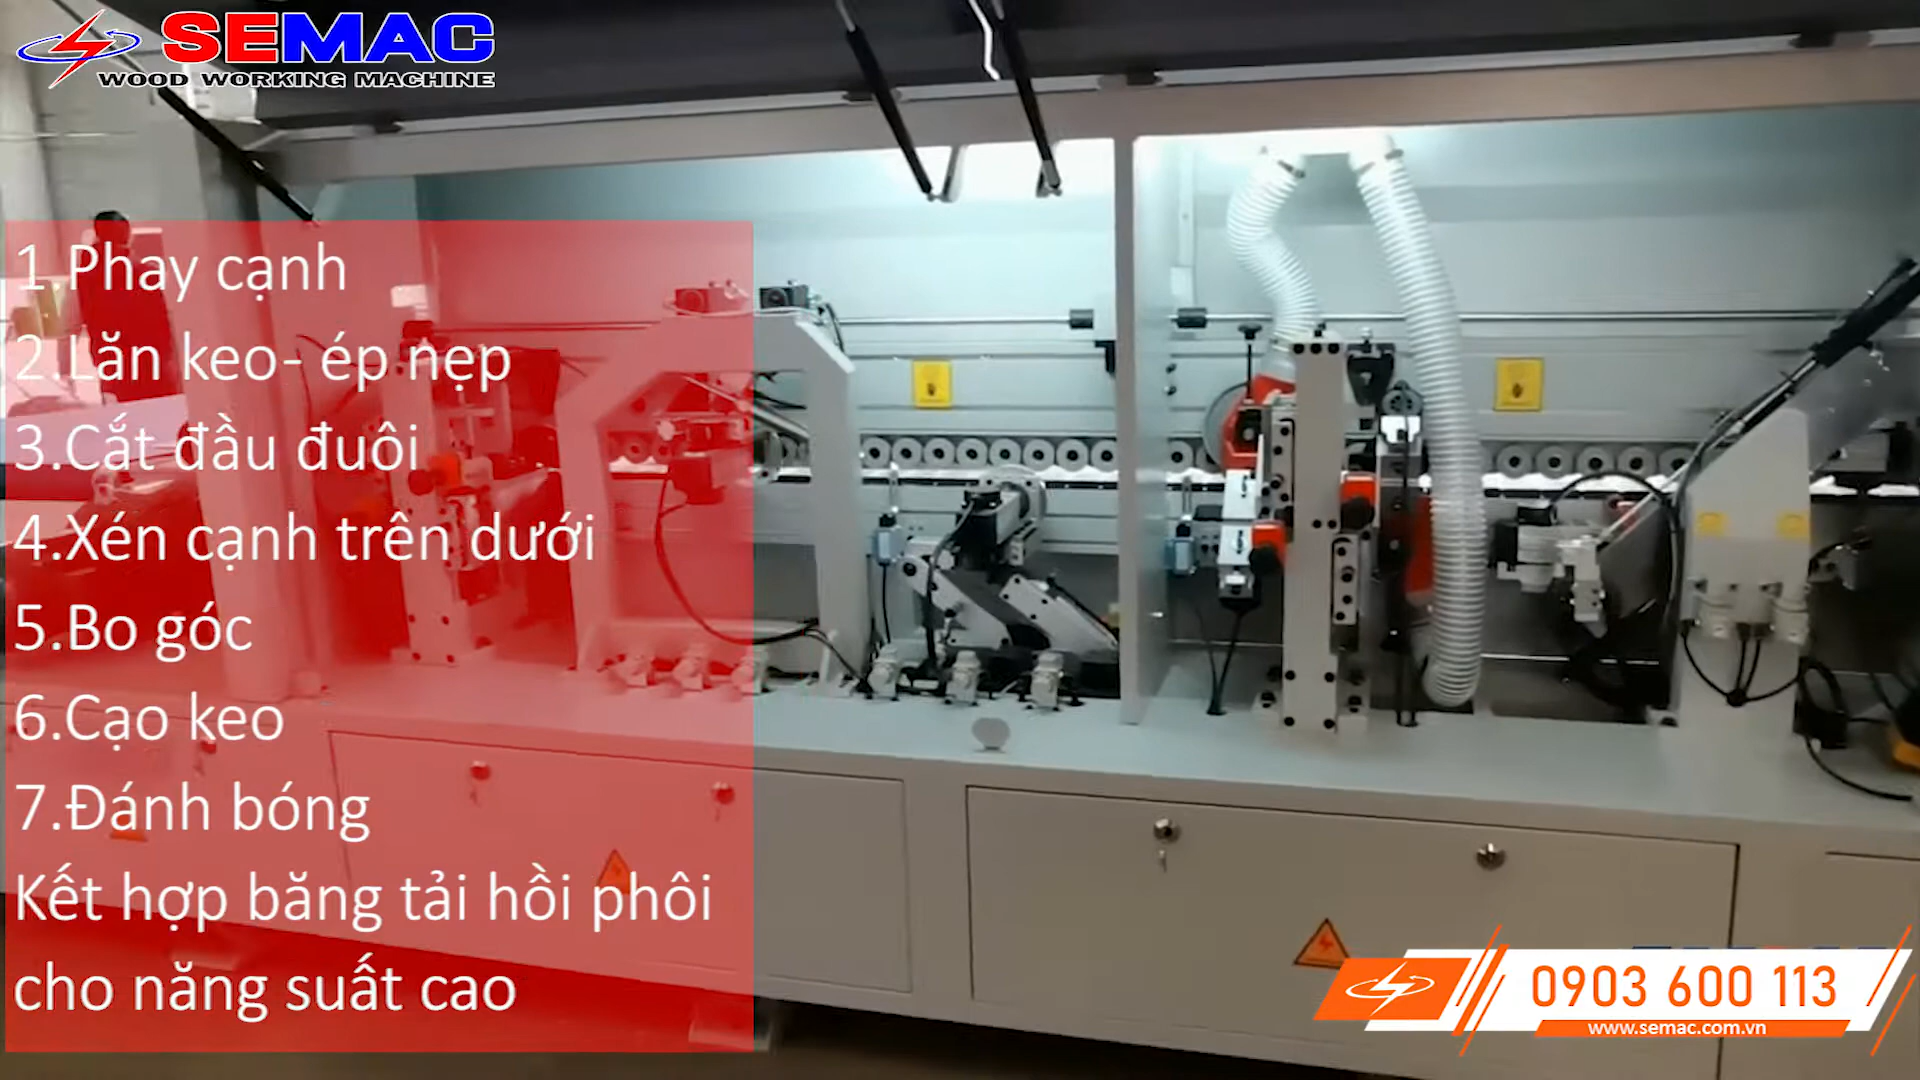 SEMAC
WOOD WORKING MACHINE
1.Phay cạnh
2.Lăn keo- ép nẹp
3.Cắt đầu đuôi
4.Xén cạnh trên dưới
5.Bo góc
6.Cạo keo
7.Đánh bóng
Kết hợp băng tải hồi phôi
cho năng suất cao
0903 600 113
www.semac.com.vn